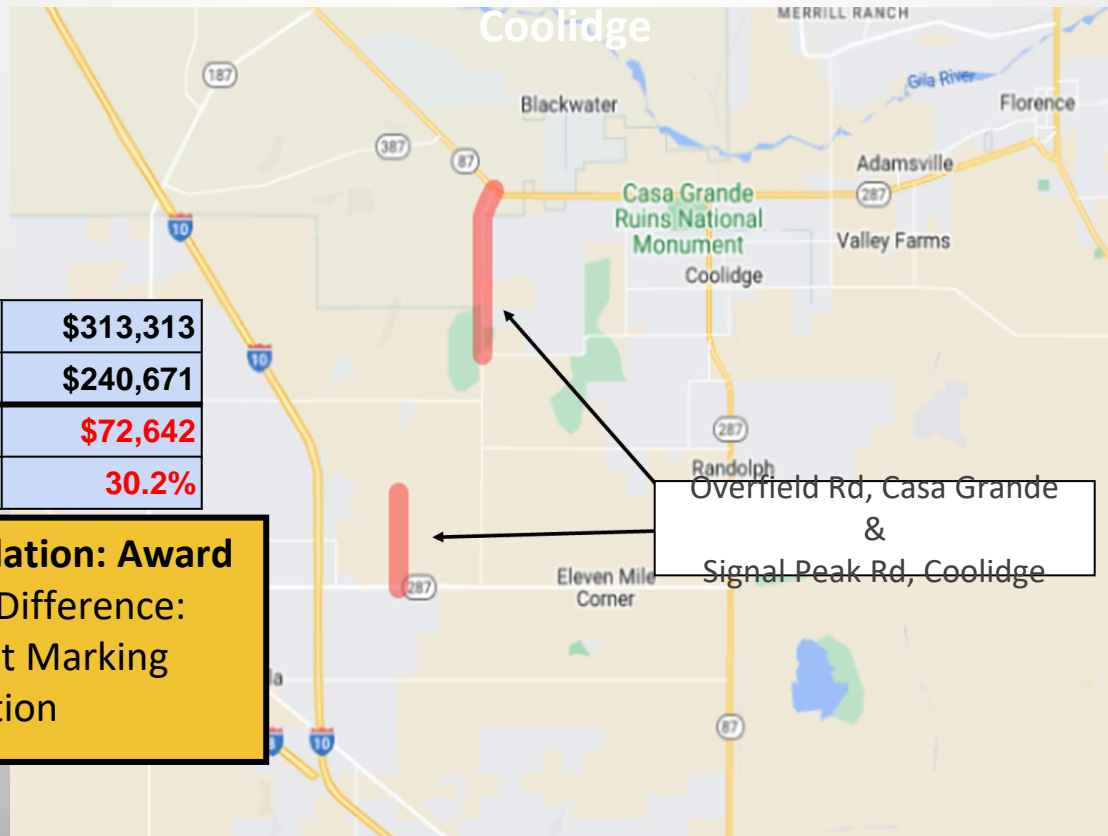 Coolidge
MERRILL RANCH
187
Gila River
Blackwater
Florence
387
87
Adamsville
Casa Grande
Ruins National
Monument
287
10
Valley Farms
Coolidge
$313,313
10
$240,671
$72,642
287
30.2%
Randolph
Overfield Rd, Casa Grande
&
Signal Peak Rd, Coolidge
lation: Award
Difference:
t Marking
tion
287
Eleven Mile
Corner
la
87
8
10